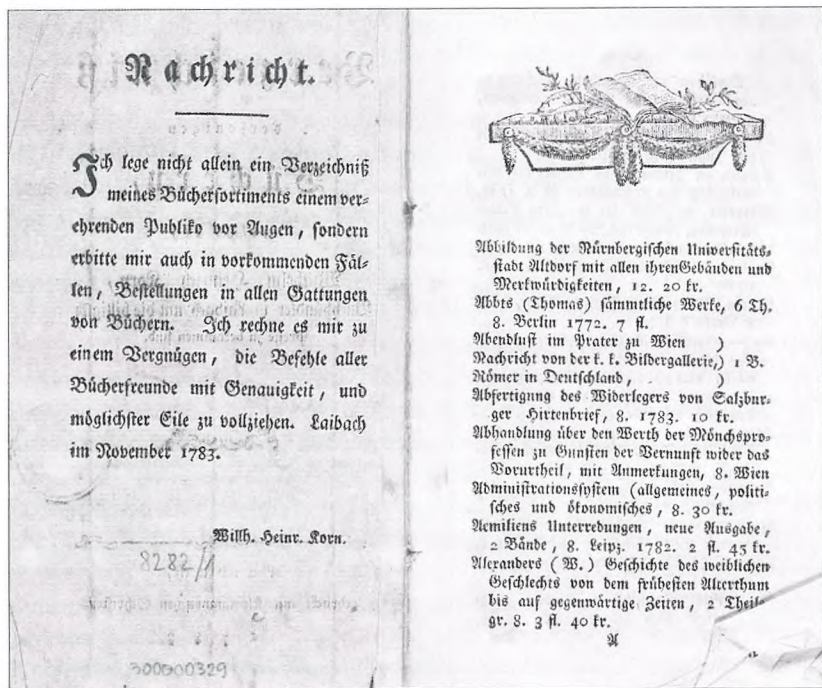 Nachricht.
Ich lege nicht allein ein Verzeichniß
meines Büchersortiments einem ver-
ehrenden Publiko vor Augen, sondern
erbitte mir auch in vorkommenden Fäl-
len, Bestellungen in allen Gattungen
von Büchern. Ich rechne es mir zu
einem Vergnügen, die Befehle aller
Bücherfreunde mit Genauigkeit, und
möglichster Eile zu vollziehen. Laibach
im November 1783.
Willh. Heinr. Korn.
8282/1
300000329
Abbildung der Nürnbergischen Universitäts-
stadt Altdorf mit allen ihren Gebäuden und
Merkwürdigkeiten, 12. 20 kr.
Abbts (Thomas) sämmtliche Werke, 6 Th.
8. Berlin 1772. 7 fl.
Abendlust im Prater zu Wien )
Nachricht von der k. k. Bildergallerie,) 1 B.
Römer in Deutschland, )
Abfertigung des Widerlegers von Salzbur-
ger Hirtenbrief, 8. 1783. 10 kr.
Abhandlung über den Werth der Mönchspro-
fessen zu Gunsten der Vernunft wider das
Vorurtheil, mit Anmerkungen, 8. Wien
Administrationssystem (allgemeines, politi-
sches und ökonomisches, 8. 30 kr.
Aemiliens Unterredungen, neue Ausgabe,
2 Bände, 8. Leipz. 1782. 2 fl. 45 kr.
Alexanders (W.) Geschichte des weiblichen
Geschlechts von dem frühesten Alterthum
bis auf gegenwärtige Zeiten, 2 Theile
gr. 8. 3 fl. 40 kr.
A